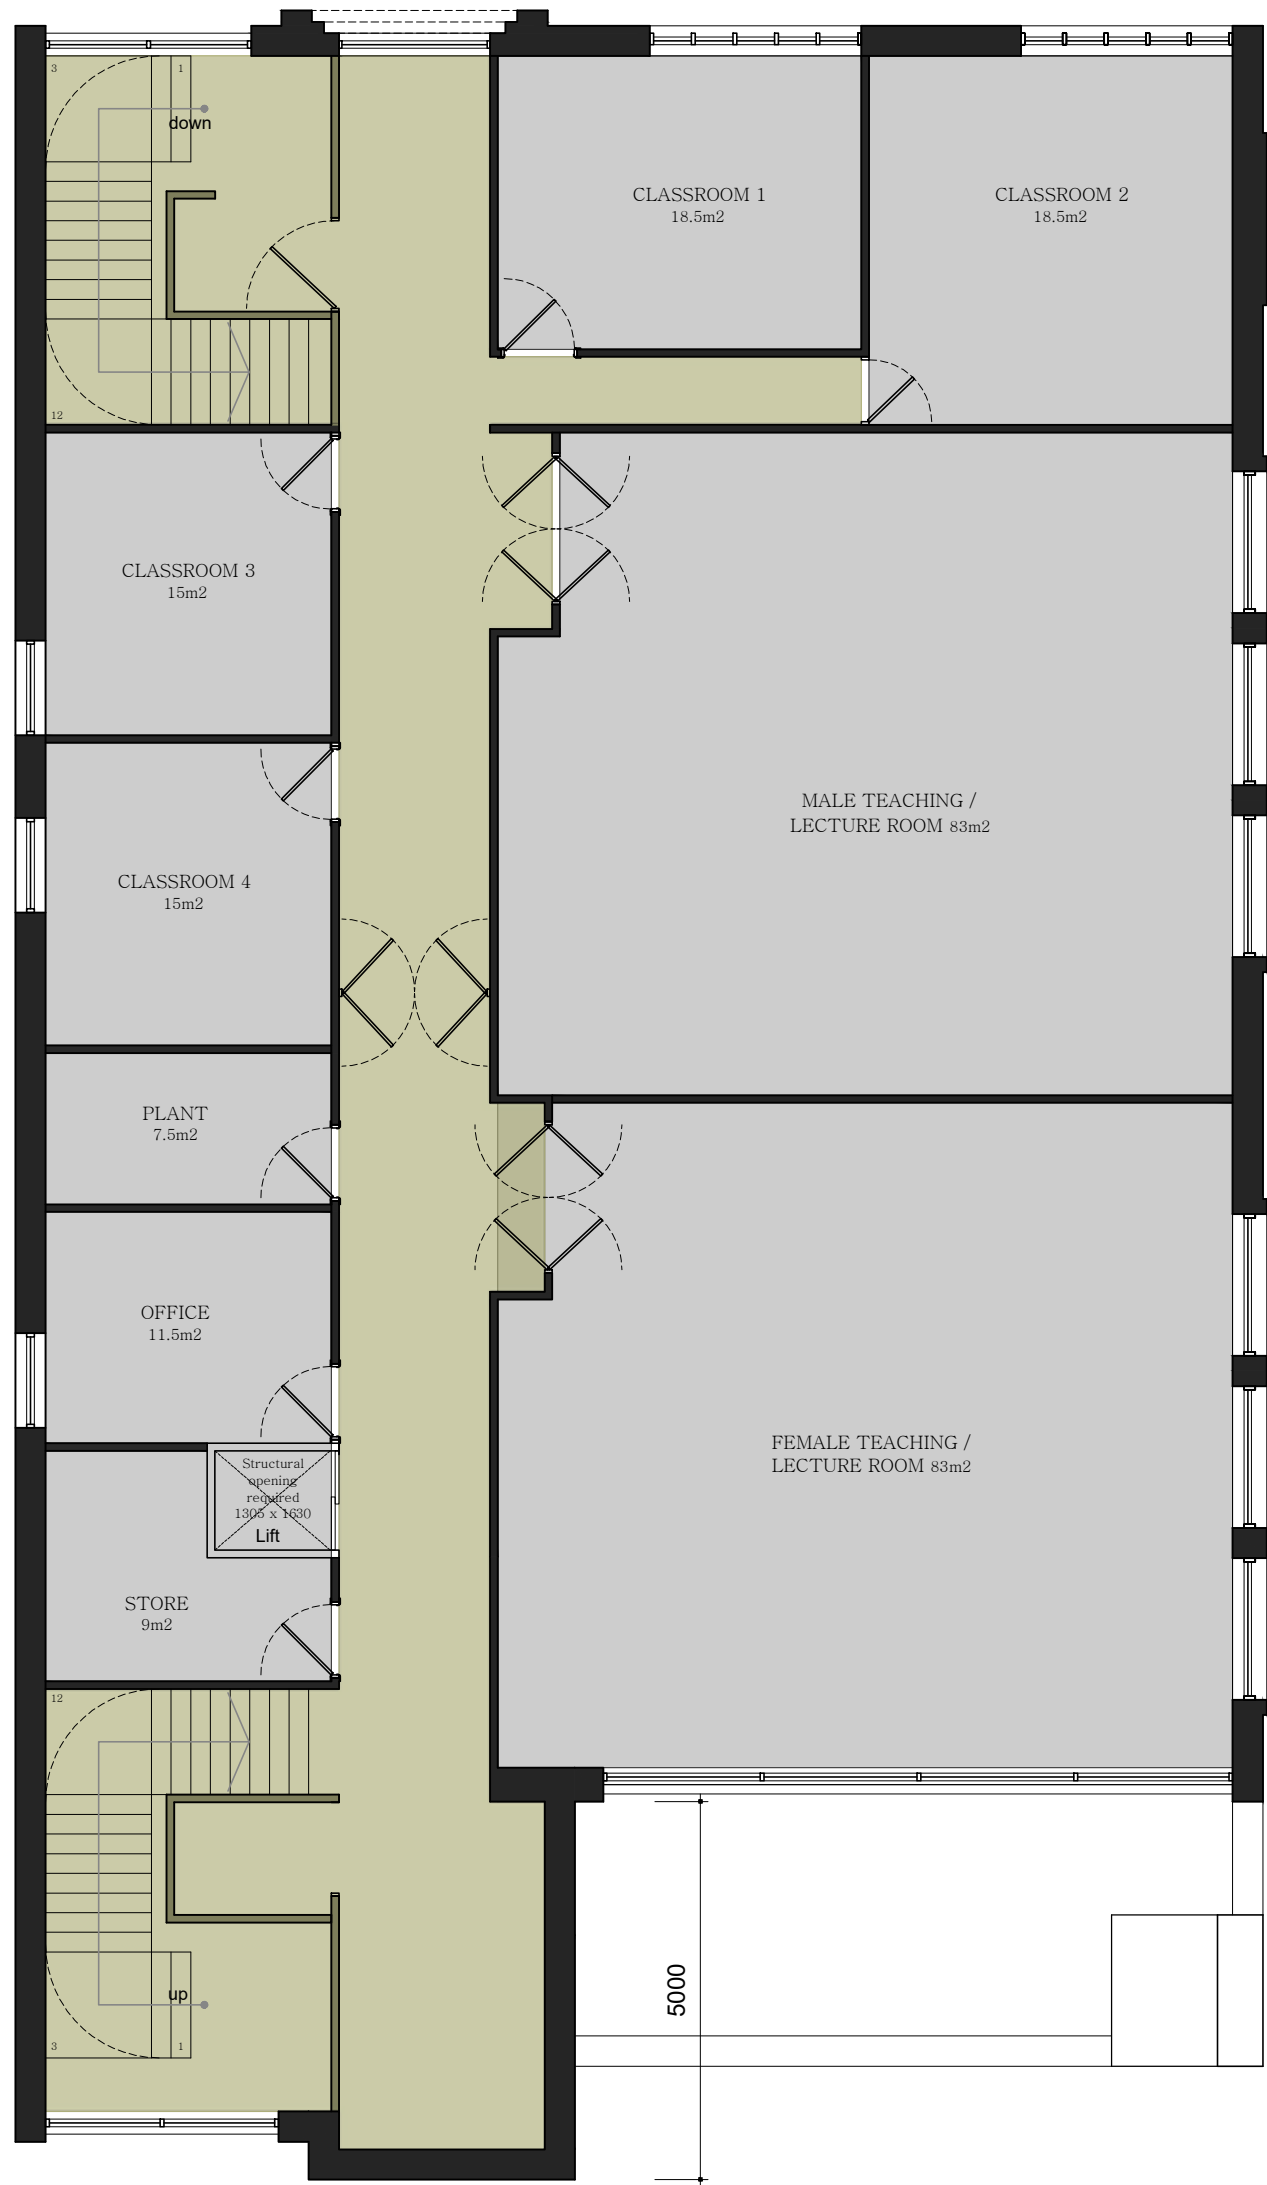 3
1
down
12
CLASSROOM 1
18.5m2
CLASSROOM 2
18.5m2
CLASSROOM 3
15m2
CLASSROOM 4
15m2
MALE TEACHING /
LECTURE ROOM 83m2
PLANT
7.5m2
OFFICE
11.5m2
Structural
opening
required
1305 x 1630
Lift
STORE
9m2
FEMALE TEACHING /
LECTURE ROOM 83m2
12
up
3
1
5000